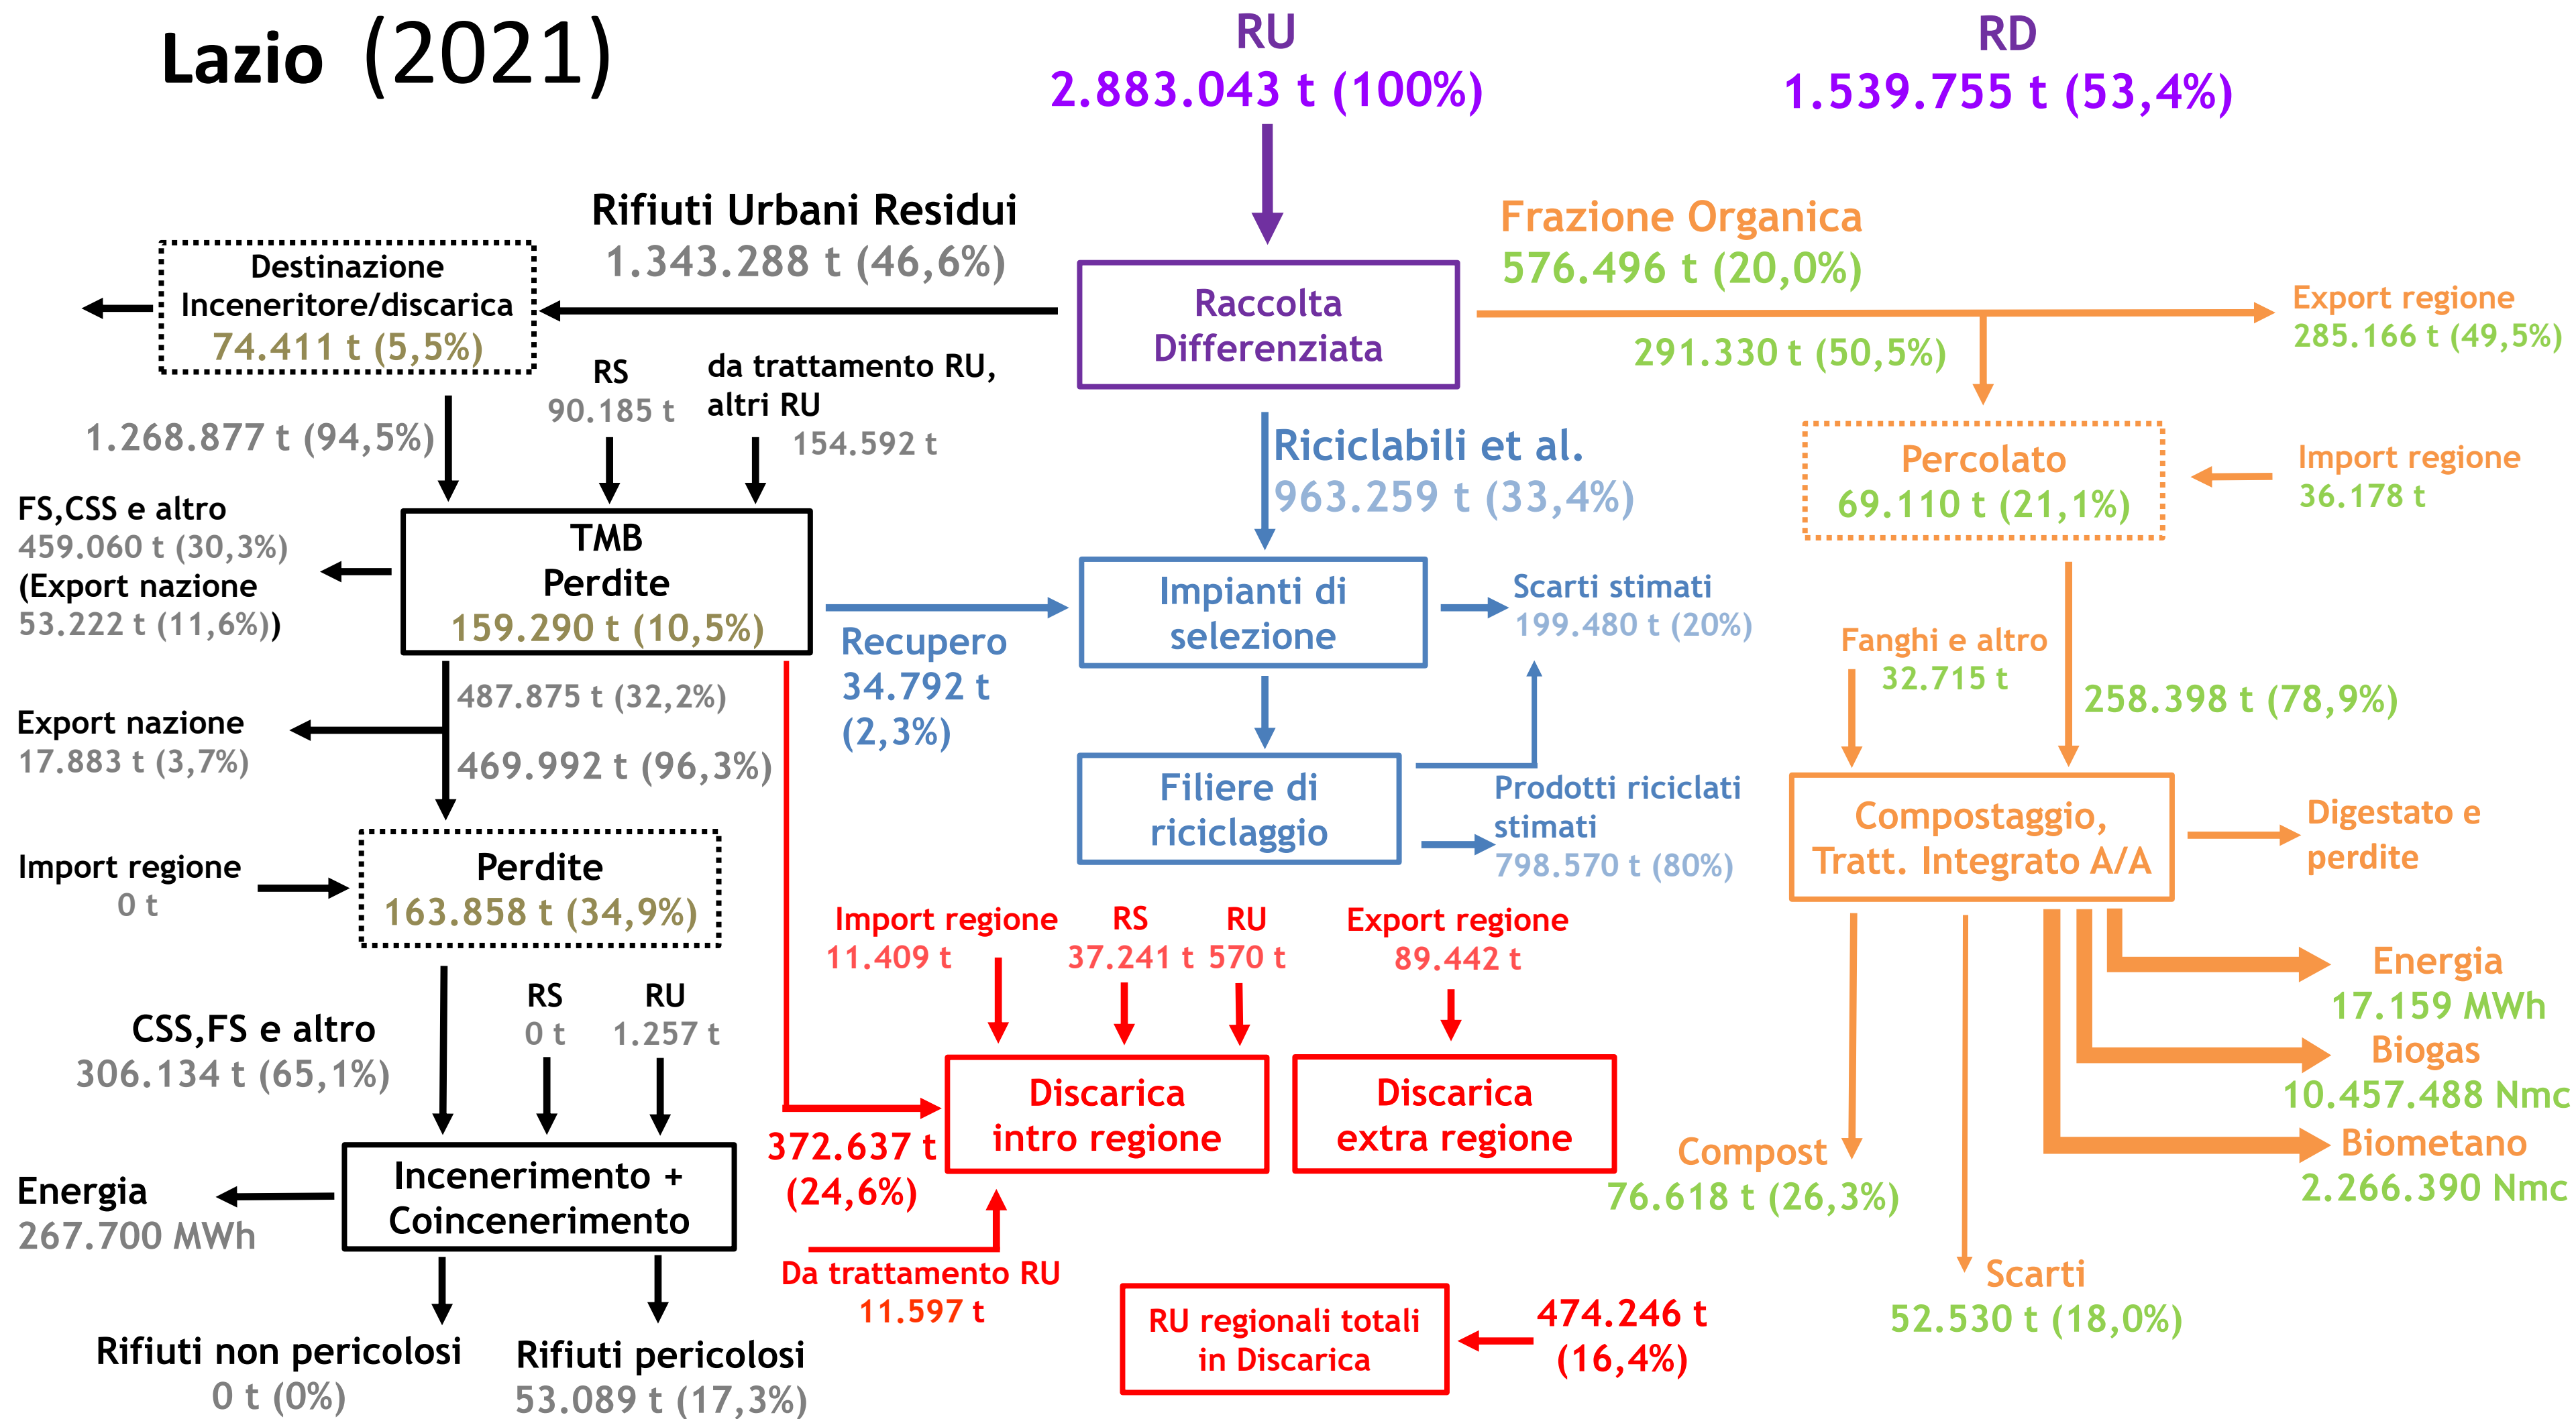 Lazio (2021)
RU
2.883.043 t (100%)
RD
1.539.755 t (53,4%)
Rifiuti Urbani Residui
1.343.288 t (46,6%)
Destinazione
Inceneritore/discarica
74.411 t (5,5%)
Raccolta
Differenziata
Frazione Organica
576.496 t (20,0%)
291.330 t (50,5%)
Export regione
285.166 t (49,5%)
1.268.877 t (94,5%)
RS
90.185 t
da trattamento RU,
altri RU
154.592 t
Riciclabili et al.
963.259 t (33,4%)
Percolato
69.110 t (21,1%)
Import regione
36.178 t
FS,CSS e altro
459.060 t (30,3%)
(Export nazione
53.222 t (11,6%))
TMB
Perdite
159.290 t (10,5%)
Recupero
34.792 t
(2,3%)
Impianti di
selezione
Scarti stimati
199.480 t (20%)
Fanghi e altro
32.715 t
258.398 t (78,9%)
487.875 t (32,2%)
Export nazione
17.883 t (3,7%)
469.992 t (96,3%)
Filiere di
riciclaggio
Prodotti riciclati
stimati
798.570 t (80%)
Compostaggio,
Tratt. Integrato A/A
Digestato e
perdite
Import regione
0 t
Perdite
163.858 t (34,9%)
Import regione
11.409 t
RS
37.241 t
RU
570 t
Export regione
89.442 t
Energia
17.159 MWh
Biogas
10.457.488 Nmc
Biometano
2.266.390 Nmc
CSS,FS e altro
306.134 t (65,1%)
RS
0 t
RU
1.257 t
Discarica
intro regione
Discarica
extra regione
372.637 t
(24,6%)
Compost
76.618 t (26,3%)
Energia
267.700 MWh
Incenerimento +
Coincenerimento
Da trattamento RU
11.597 t
Scarti
52.530 t (18,0%)
RU regionali totali
in Discarica
474.246 t
(16,4%)
Rifiuti non pericolosi
0 t (0%)
Rifiuti pericolosi
53.089 t (17,3%)